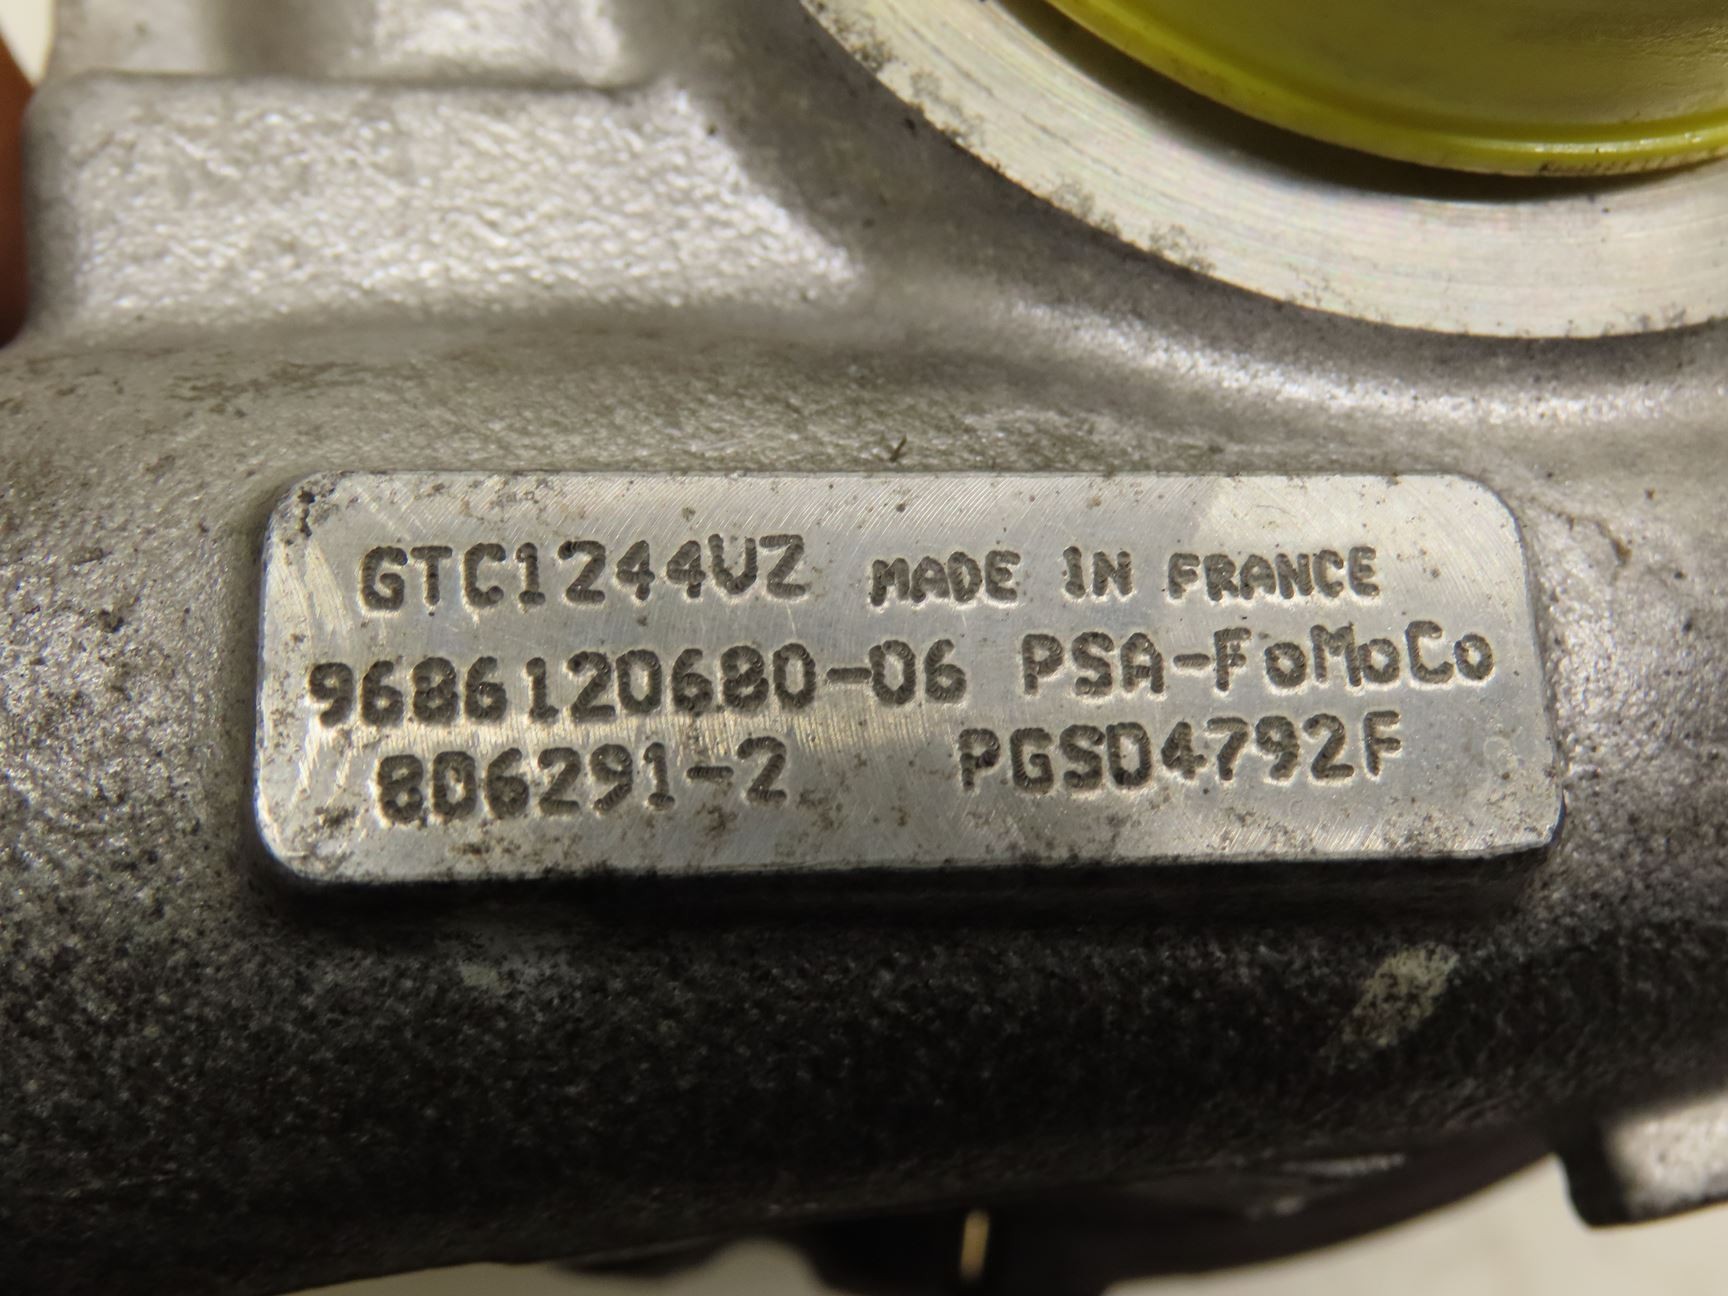 GTC1244VZ MADE IN FRANCE
9686120680-06 PSA-FoMoCo
806291-2 PGSD4792F